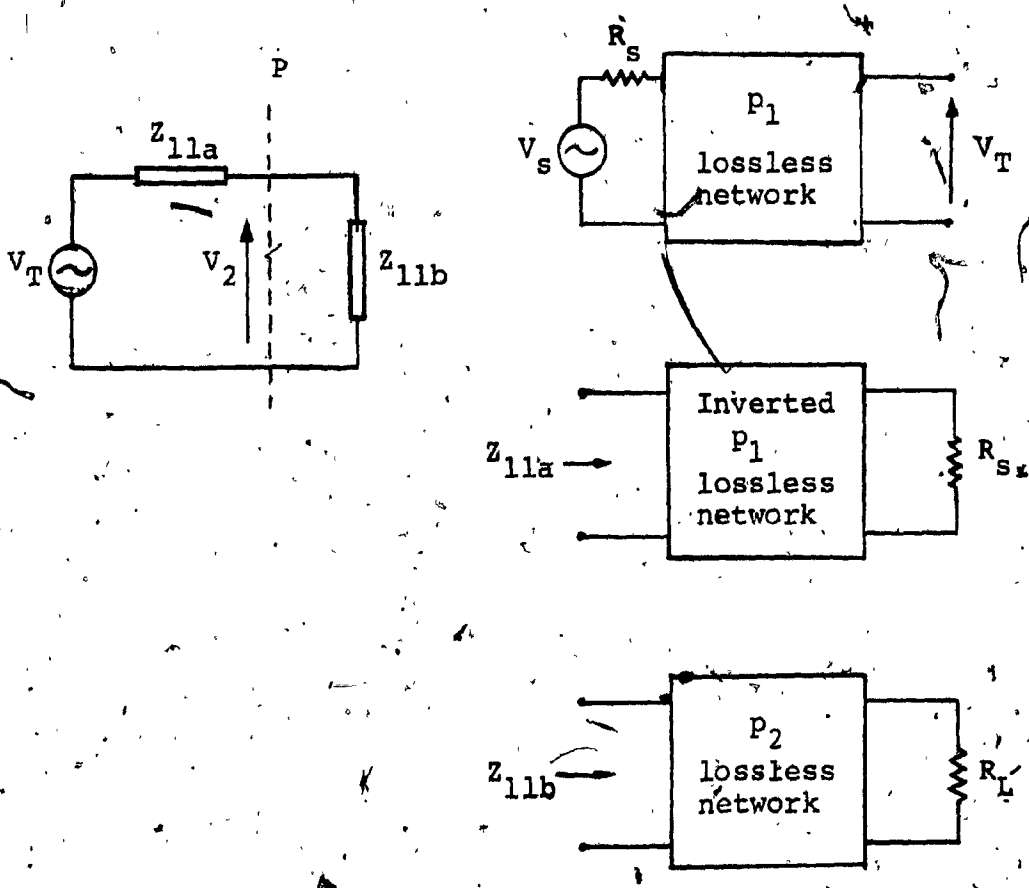 P
Z11a
VT
V2
Z11b
Rs
Vs
p1
lossless
network
VT
Z11a
Inverted
p1
lossless
network
Rs
Z11b
p2
lossless
network
RL